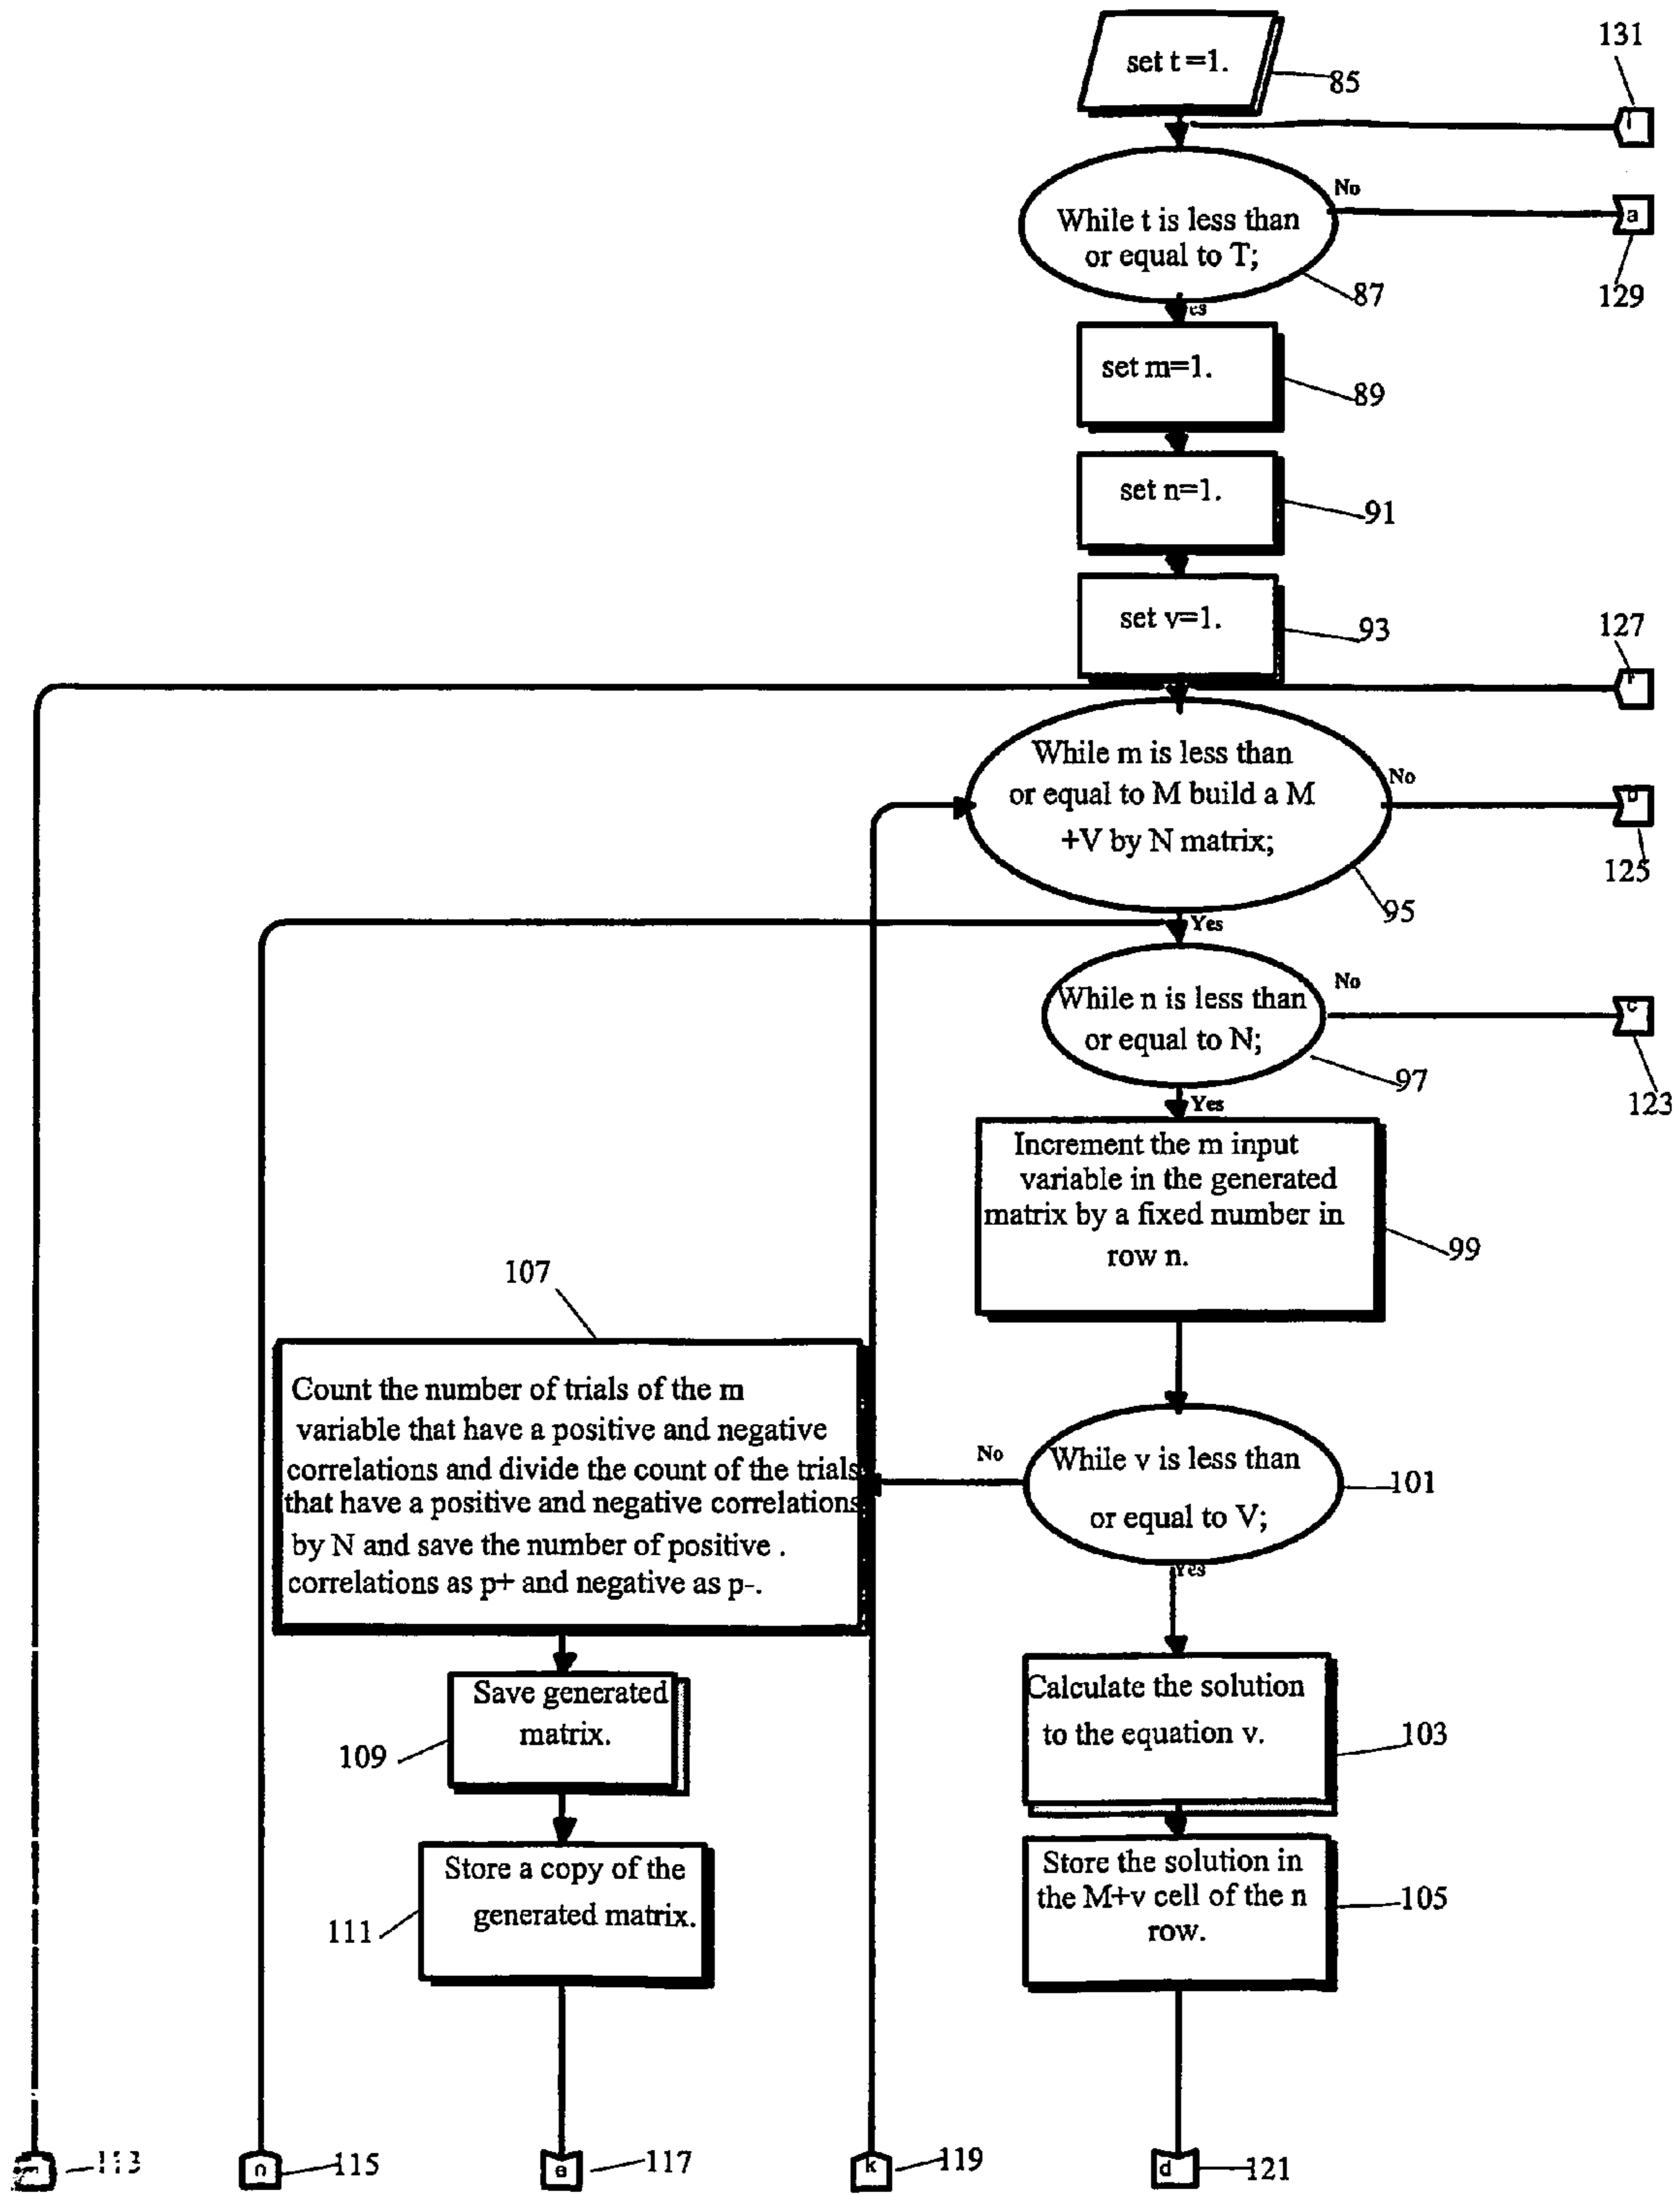 set t=1.
85
131
No
While t is less than
or equal to T;
a
87
129
es
set m=1.
89
set n=1.
91
set v=1.
93
127
While m is less than
or equal to M build a M
+V by N matrix;
No
125
95
Yes
While n is less than
or equal to N;
No
c
97
123
Yes
Increment the m input
variable in the generated
matrix by a fixed number in
row n.
99
107
Count the number of trials of the m
variable that have a positive and negative
correlations and divide the count of the trials
that have a positive and negative correlations
by N and save the number of positive .
correlations as p+ and negative as p-.
No
While v is less than
or equal to V;
101
Yes
Save generated
matrix.
109
Calculate the solution
to the equation v.
103
Store a copy of the
generated matrix.
111
Store the solution in
the M+v cell of the n
row.
105
113
n
115
e
117
k
119
d
121